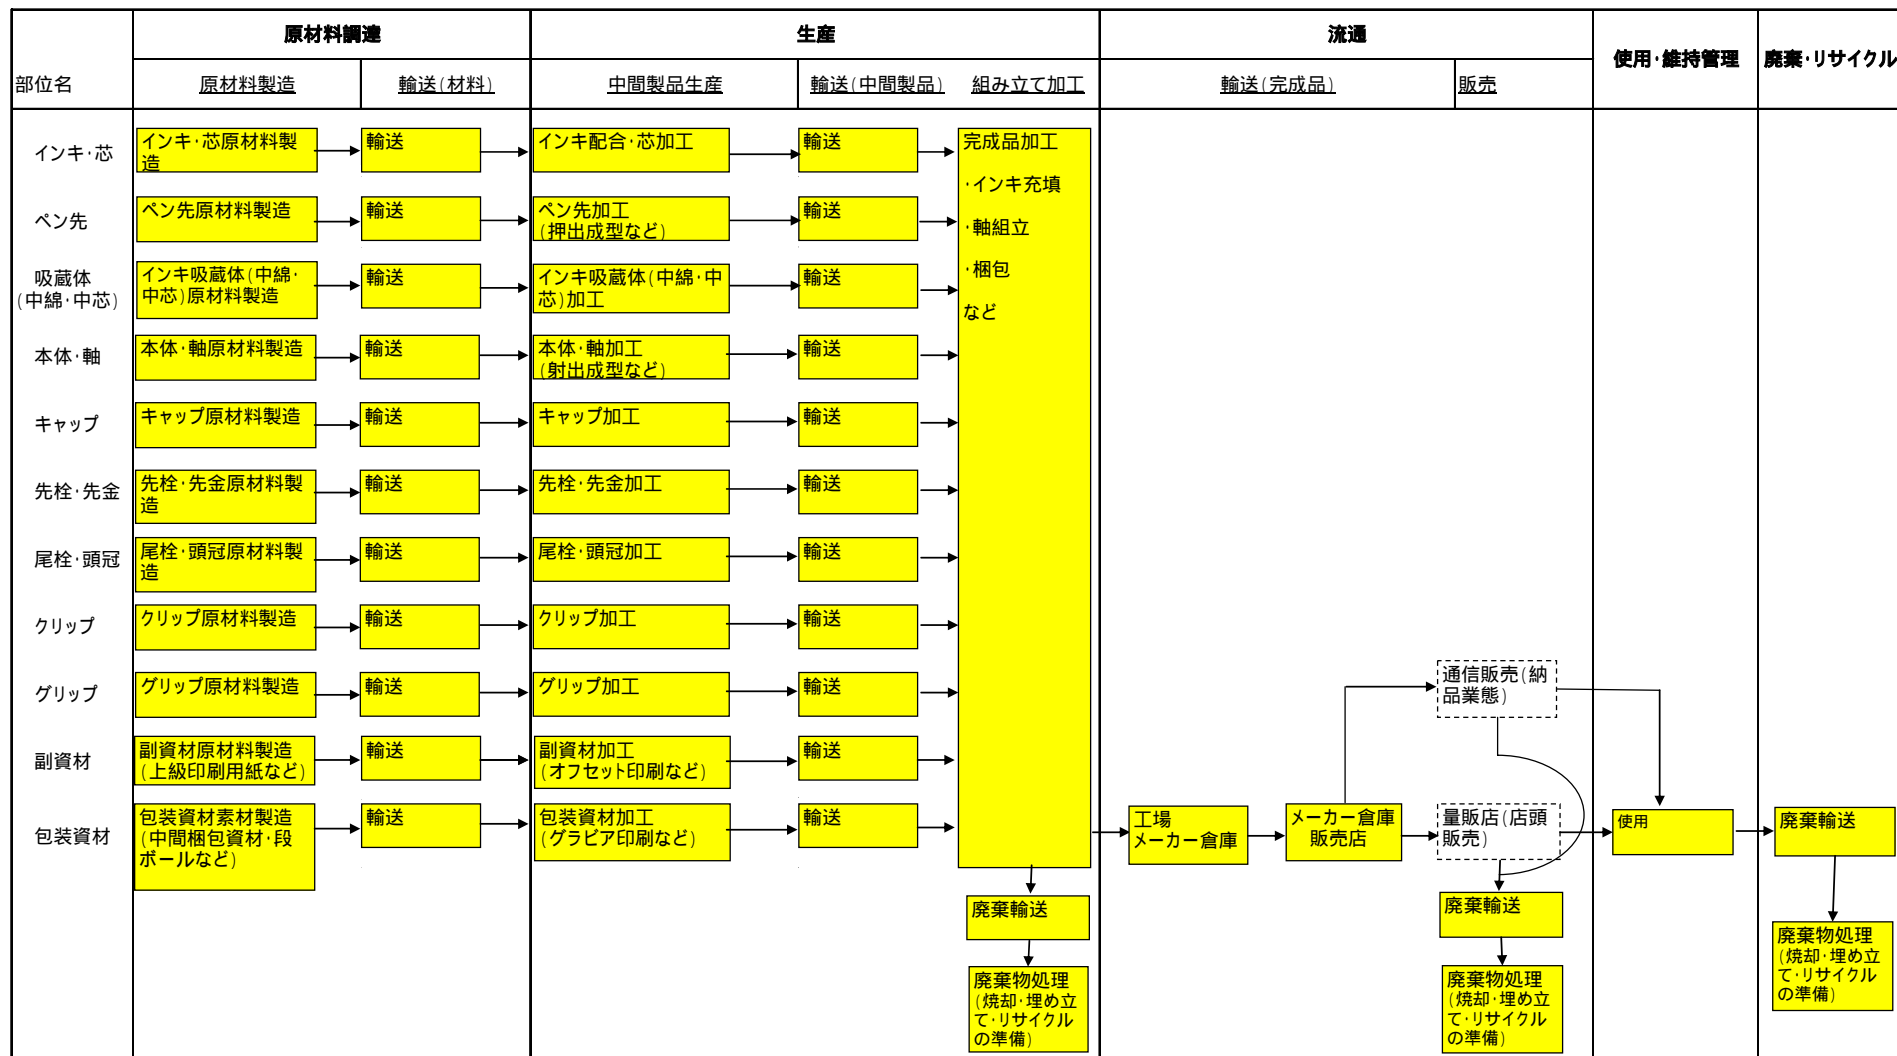 原材料調達
生産
流通
使用・維持管理
廃棄・リサイクル
部位名
原材料製造
輸送(材料)
中間製品生産
輸送(中間製品)
組み立て加工
輸送(完成品)
販売
インキ・芯
インキ・芯原材料製
造
輸送
インキ配合・芯加工
輸送
完成品加工
・インキ充填
・軸組立
・梱包
など
ペン先
ペン先原材料製造
輸送
ペン先加工
(押出成型など)
輸送
吸蔵体
(中綿・中芯)
インキ吸蔵体(中綿・
中芯)原材料製造
輸送
インキ吸蔵体(中綿・中
芯)加工
輸送
本体・軸
本体・軸原材料製造
輸送
本体・軸加工
(射出成型など)
輸送
キャップ
キャップ原材料製造
輸送
キャップ加工
輸送
先栓・先金
先栓・先金原材料製
造
輸送
先栓・先金加工
輸送
尾栓・頭冠
尾栓・頭冠原材料製
造
輸送
尾栓・頭冠加工
輸送
クリップ
クリップ原材料製造
輸送
クリップ加工
輸送
グリップ
グリップ原材料製造
輸送
グリップ加工
輸送
通信販売(納
品業態)
副資材
副資材原材料製造
(上級印刷用紙など)
輸送
副資材加工
(オフセット印刷など)
輸送
包装資材
包装資材素材製造
(中間梱包資材・段
ボールなど)
輸送
包装資材加工
(グラビア印刷など)
輸送
工場
メーカー倉庫
メーカー倉庫
販売店
量販店(店頭
販売)
使用
廃棄輸送
廃棄輸送
廃棄物処理
(焼却・埋め立
て・リサイクル
の準備)
廃棄輸送
廃棄物処理
(焼却・埋め立
て・リサイクル
の準備)
廃棄物処理
(焼却・埋め立
て・リサイクル
の準備)